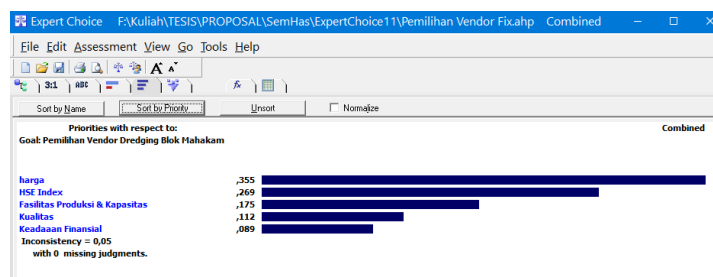 Expert Choice F:\Kuliah\TESIS\PROPOSAL\SemHas\ExpertChoice11\Pemilihan Vendor Fix.ahp Combined
File Edit Assessment View Go Tools Help
A A
3:1 ABC fx
Sort by Name Sort by Priority Unsort Normalize
Priorities with respect to: Combined
Goal: Pemilihan Vendor Dredging Blok Mahakam
harga ,355
HSE Index ,269
Fasilitas Produksi & Kapasitas ,175
Kualitas ,112
Keadaaan Finansial ,089
Inconsistency = 0,05
with 0 missing judgments.